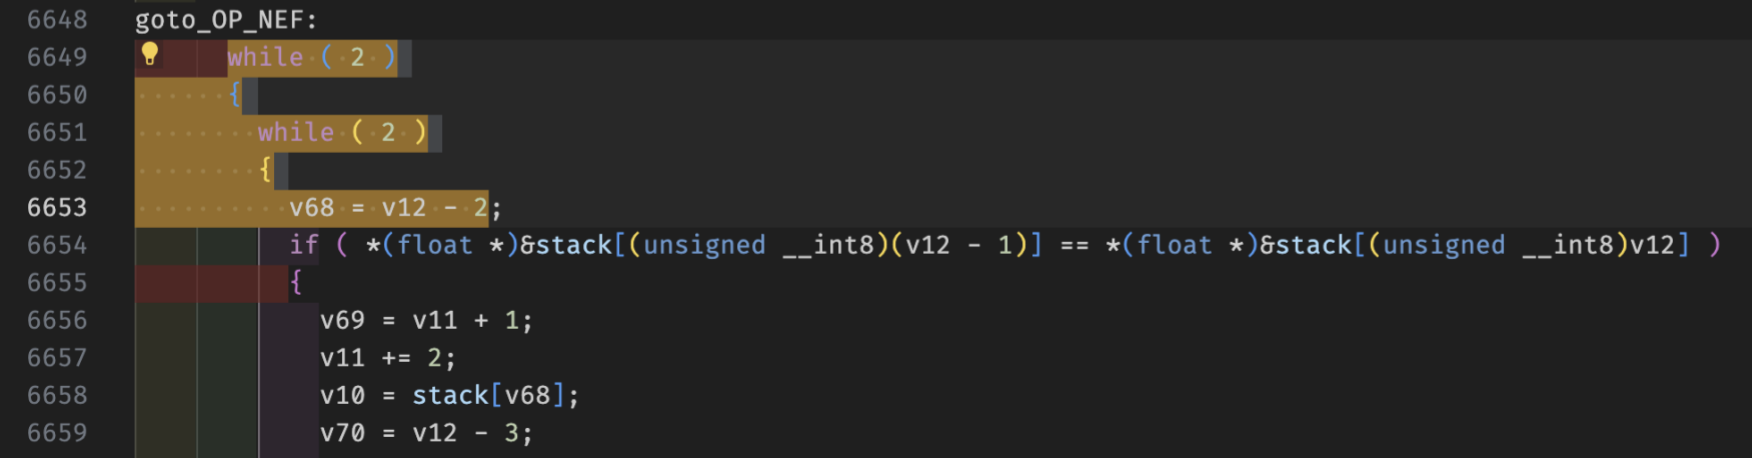 6648 goto_OP_NEF:
6649 while ( 2 )
6650 {
6651 while ( 2 )
6652 {
6653 v68 = v12 - 2;
6654 if ( *(float *)&stack[(unsigned __int8)(v12 - 1)] == *(float *)&stack[(unsigned __int8)v12] )
6655 {
6656 v69 = v11 + 1;
6657 v11 += 2;
6658 v10 = stack[v68];
6659 v70 = v12 - 3;